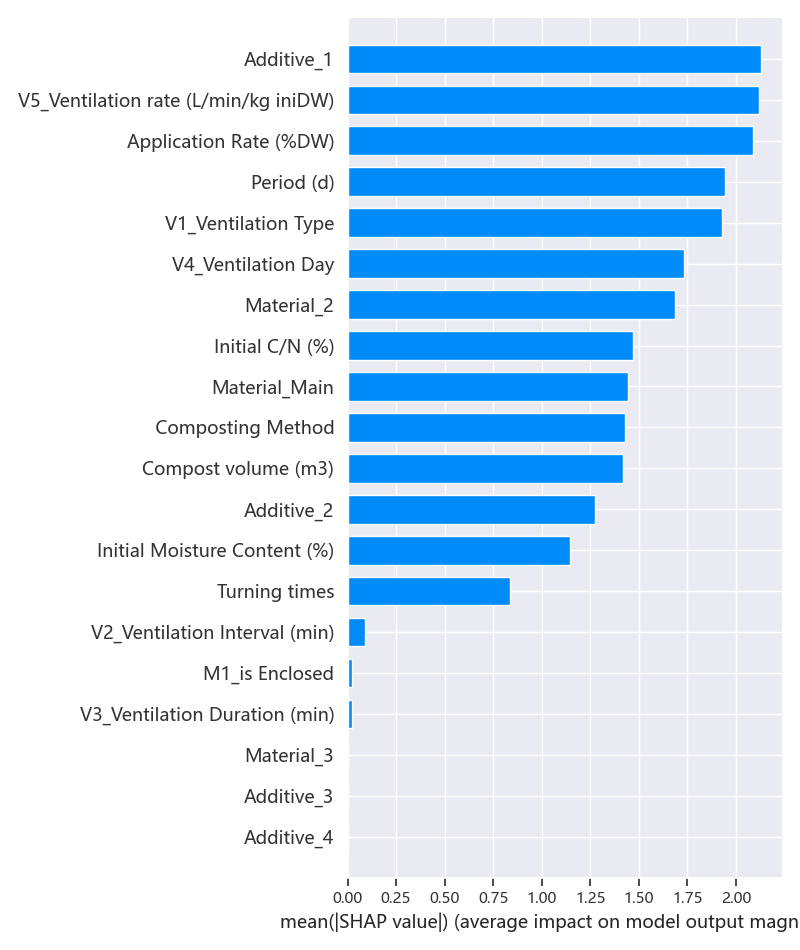 Additive_1
V5_Ventilation rate (L/min/kg iniDW)
Application Rate (%DW)
Period (d)
V1_Ventilation Type
V4_Ventilation Day
Material_2
Initial C/N (%)
Material_Main
Composting Method
Compost volume (m3)
Additive_2
Initial Moisture Content (%)
Turning times
V2_Ventilation Interval (min)
M1_is Enclosed
V3_Ventilation Duration (min)
Material_3
Additive_3
Additive_4
0.00 0.25 0.50 0.75 1.00 1.25 1.50 1.75 2.00
mean(|SHAP value|) (average impact on model output magn